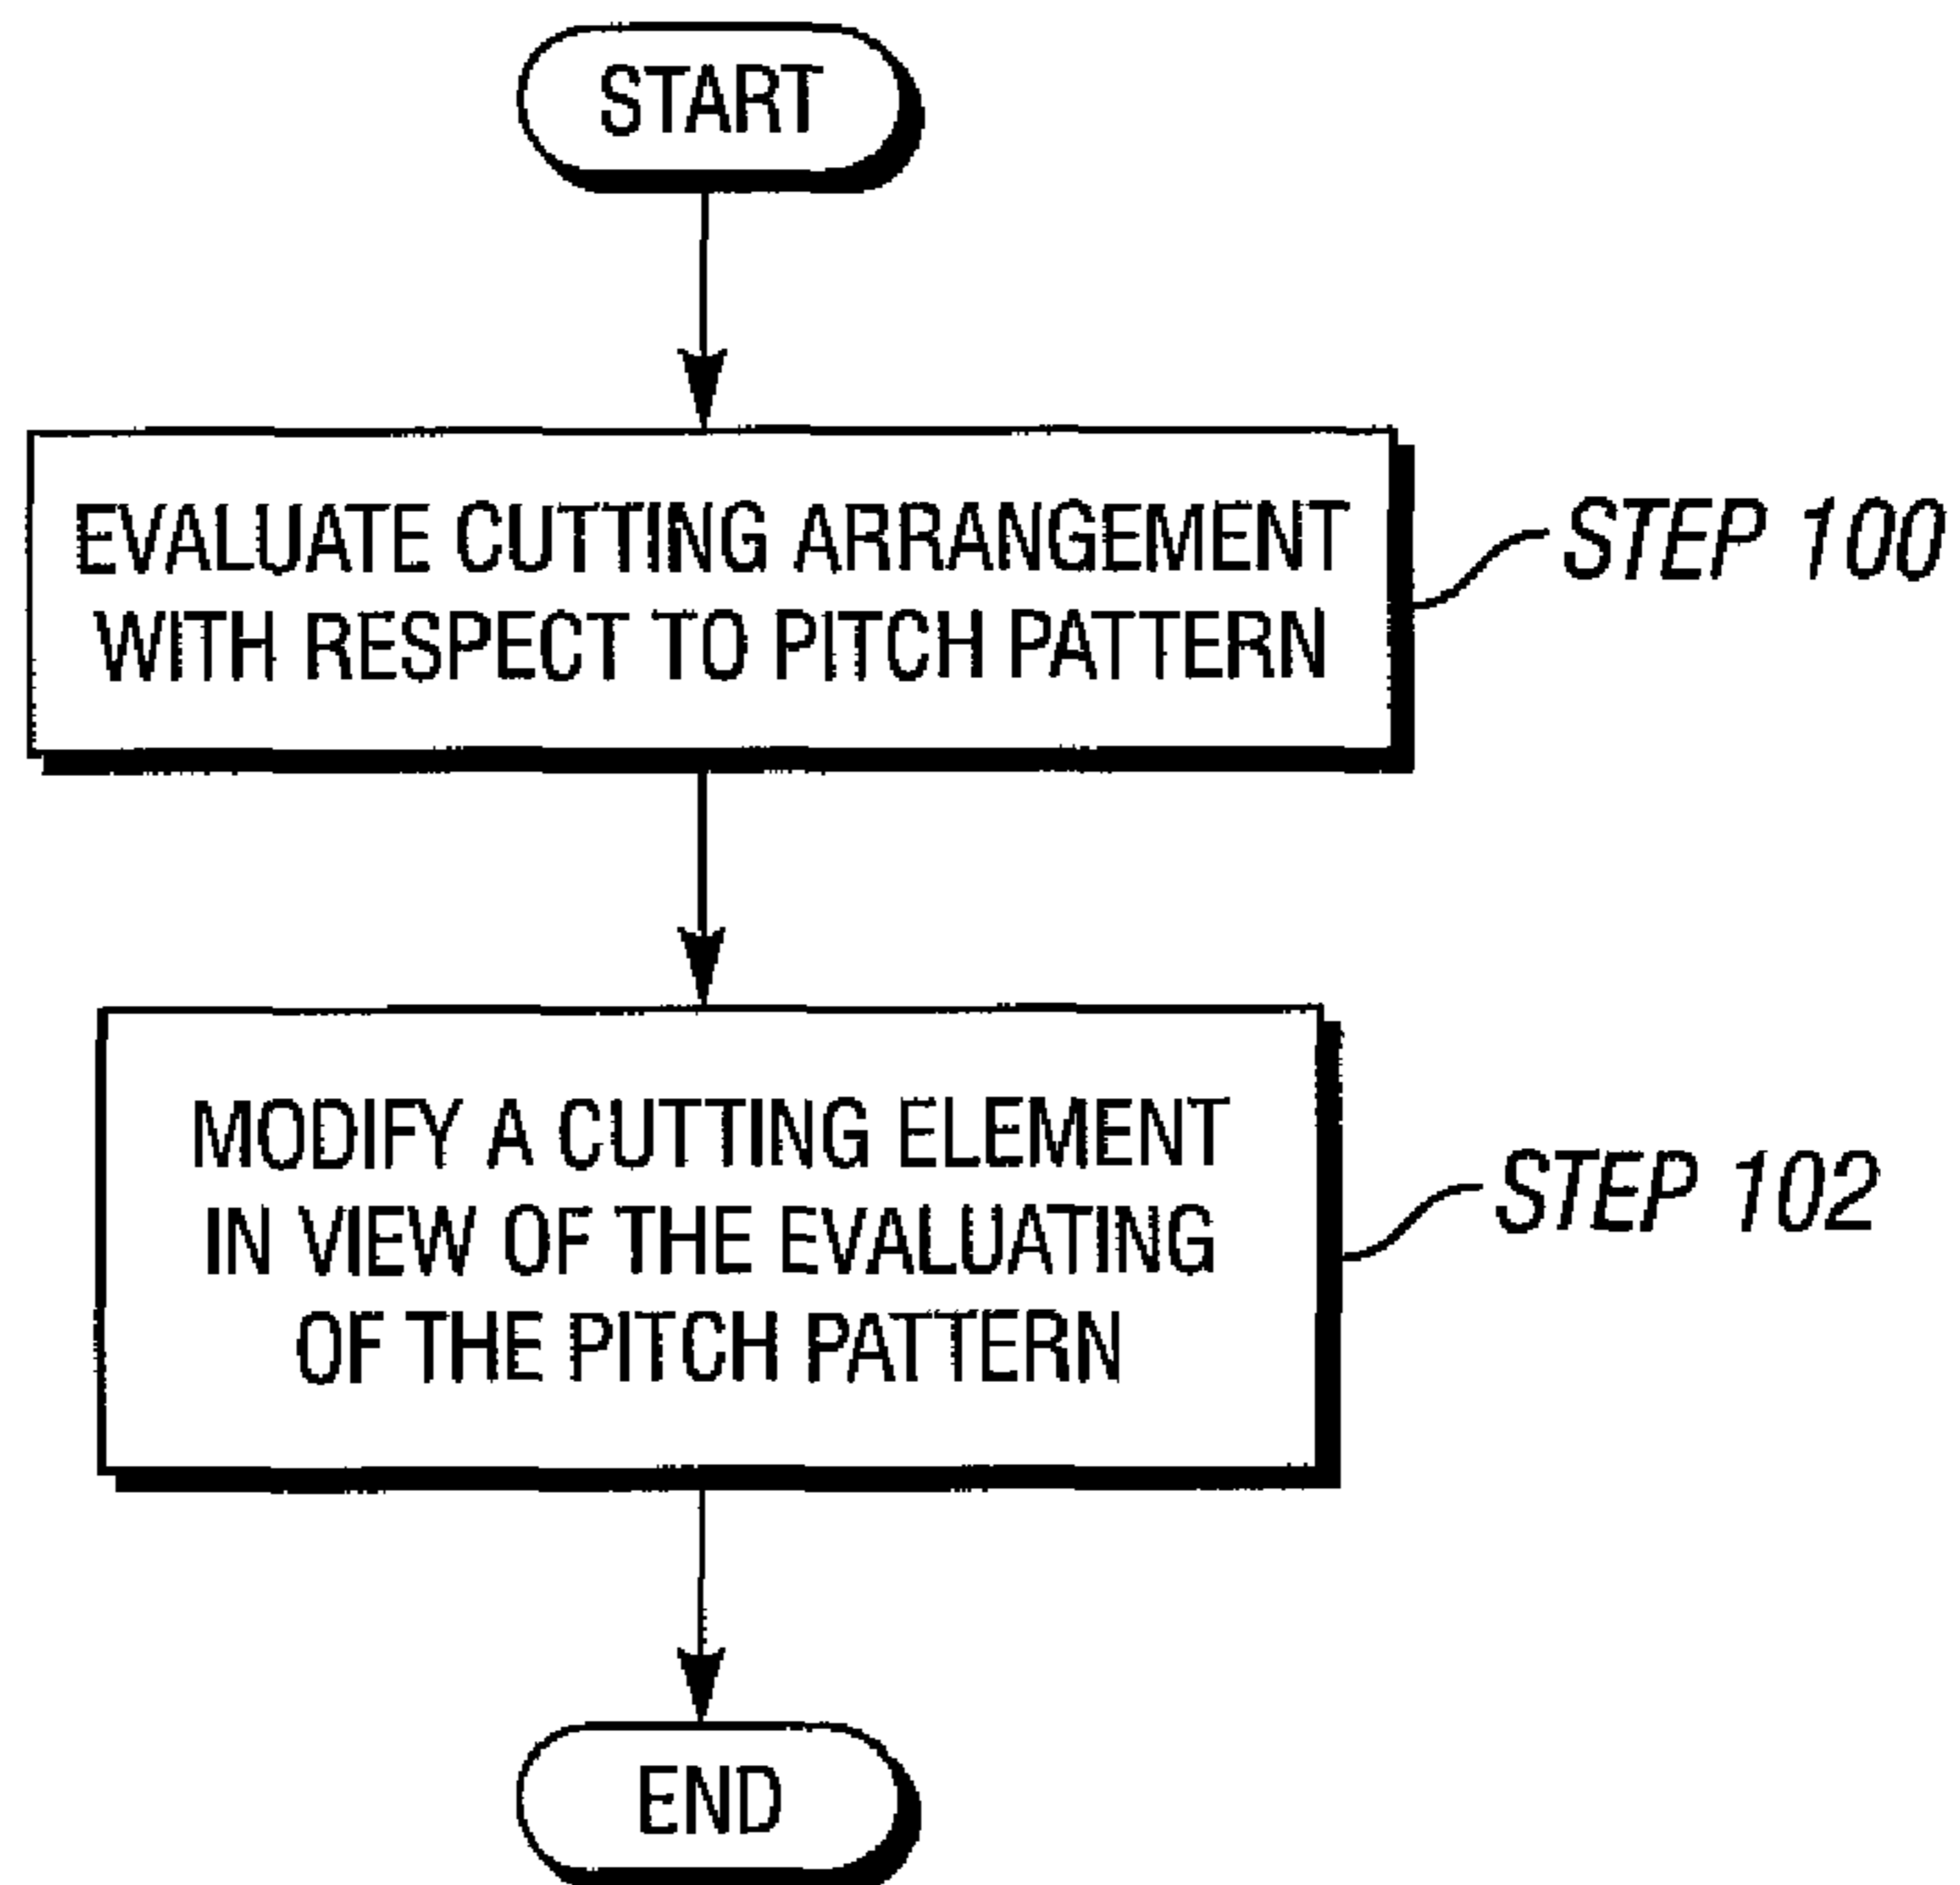 START
EVALUATE CUTTING ARRANGEMENT
WITH RESPECT TO PITCH PATTERN
STEP 100
MODIFY A CUTTING ELEMENT
IN VIEW OF THE EVALUATING
OF THE PITCH PATTERN
STEP 102
END